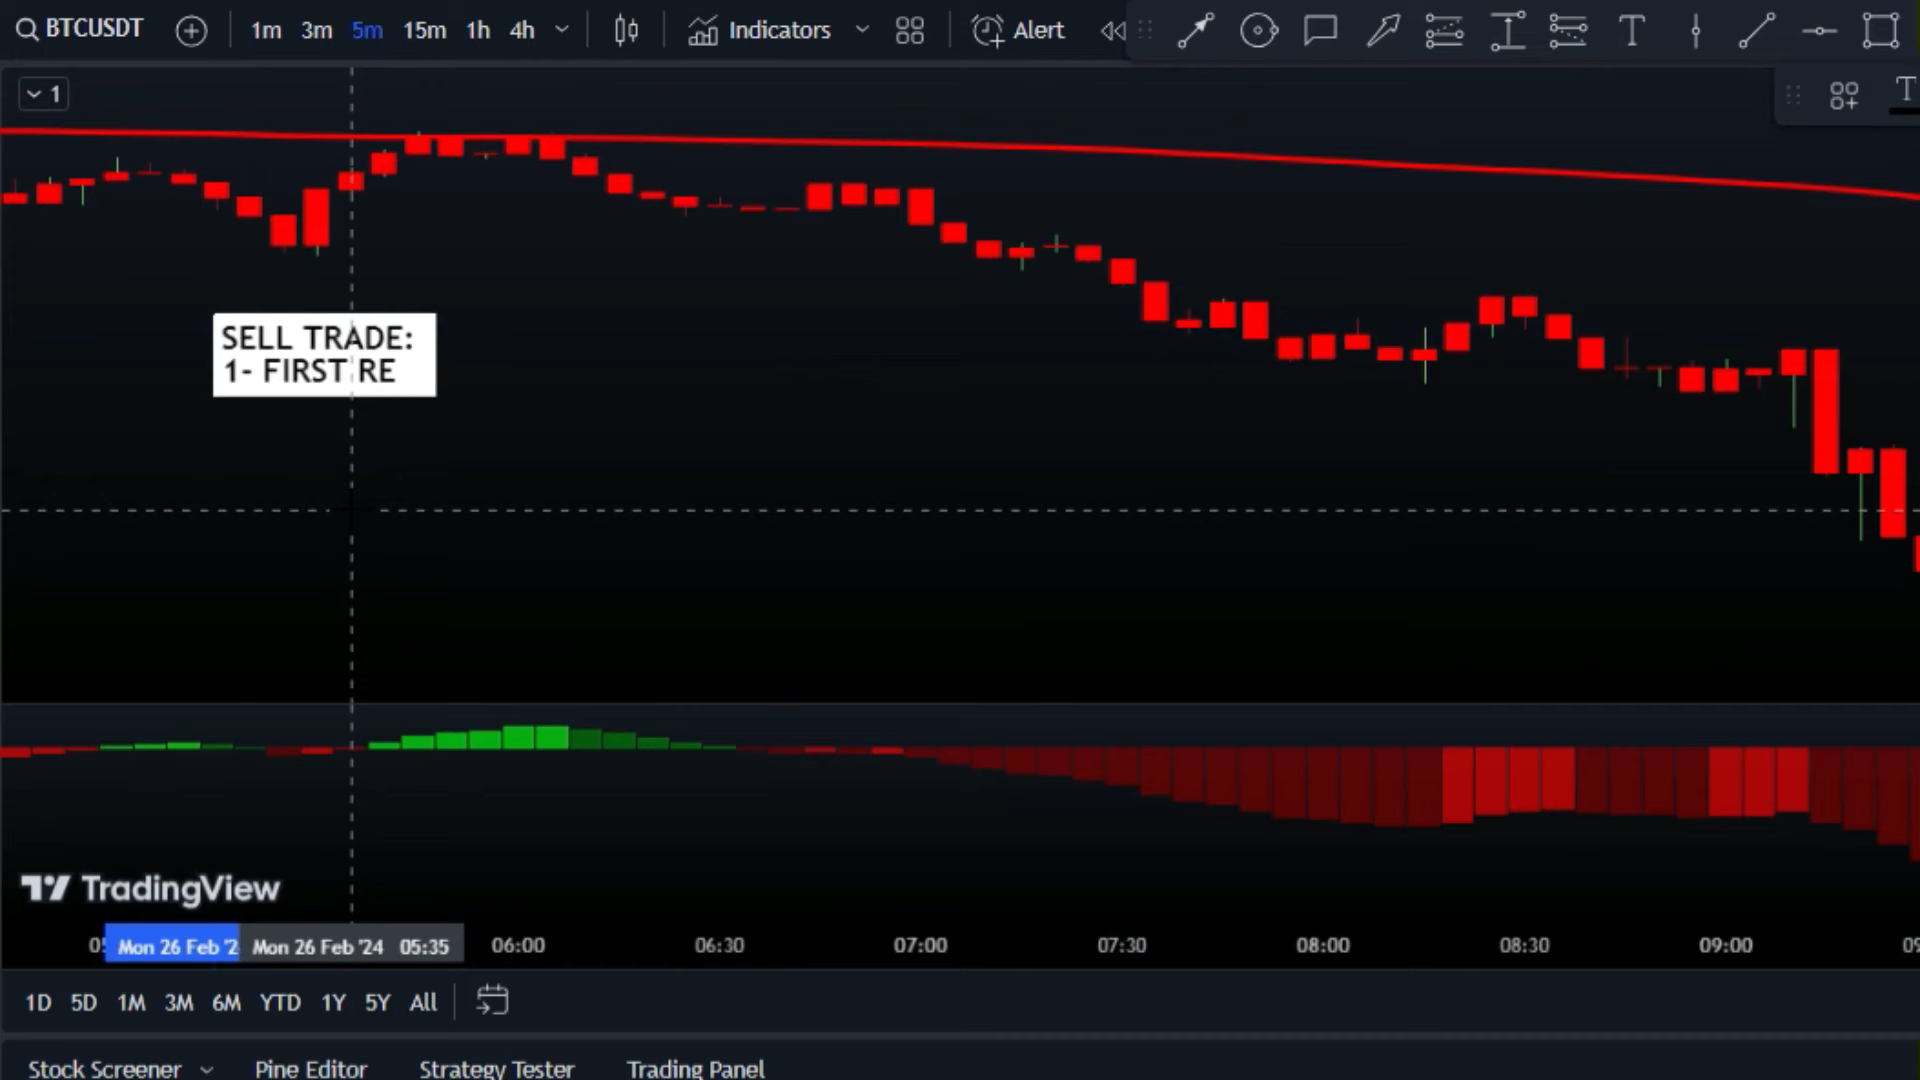 BTCUSDT 1m 3m 5m 15m 1h 4h Indicators Alert
1
T
SELL TRADE:
1- FIRST RE
TradingView
Mon 26 Feb '2 Mon 26 Feb '24 05:35 06:00 06:30 07:00 07:30 08:00 08:30 09:00
1D 5D 1M 3M 6M YTD 1Y 5Y All
Stock Screener Pine Editor Strategy Tester Trading Panel